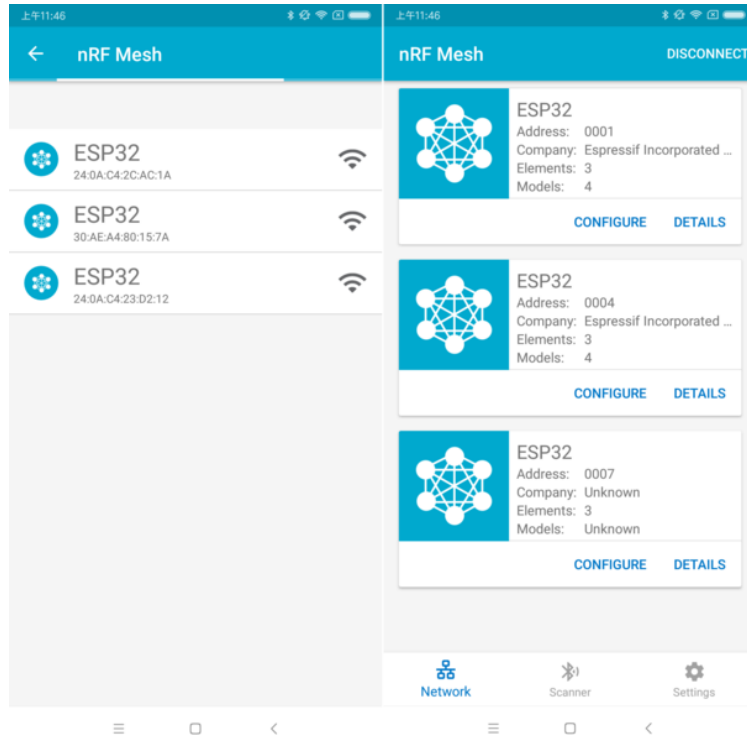 上午11:46
nRF Mesh
ESP32
24:0A:C4:2C:AC:1A
ESP32
30:AE:A4:80:15:7A
ESP32
24:0A:C4:23:D2:12
上午11:46
nRF Mesh
DISCONNECT
ESP32
Address: 0001
Company: Espressif Incorporated ...
Elements: 3
Models: 4
CONFIGURE DETAILS
ESP32
Address: 0004
Company: Espressif Incorporated ...
Elements: 3
Models: 4
CONFIGURE DETAILS
ESP32
Address: 0007
Company: Unknown
Elements: 3
Models: Unknown
CONFIGURE DETAILS
Network Scanner Settings